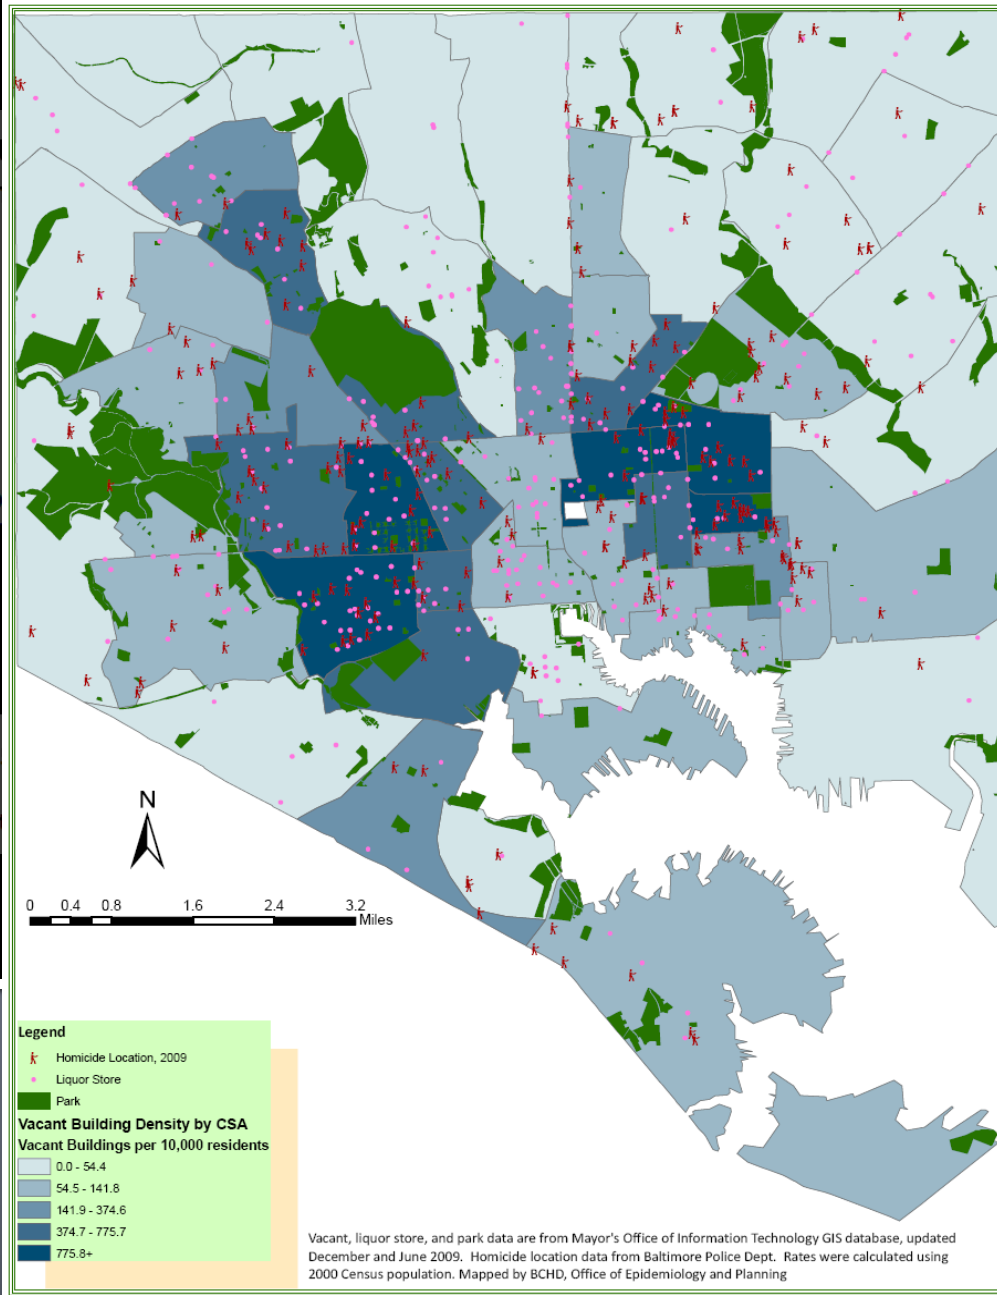 N
0 0.4 0.8 1.6 2.4 3.2
Miles
Legend
Homicide Location, 2009
Liquor Store
Park
Vacant Building Density by CSA
Vacant Buildings per 10,000 residents
0.0 - 54.4
54.5 - 141.8
141.9 - 374.6
374.7 - 775.7
775.8+
Vacant, liquor store, and park data are from Mayor's Office of Information Technology GIS database, updated
December and June 2009. Homicide location data from Baltimore Police Dept. Rates were calculated using
2000 Census population. Mapped by BCHD, Office of Epidemiology and Planning